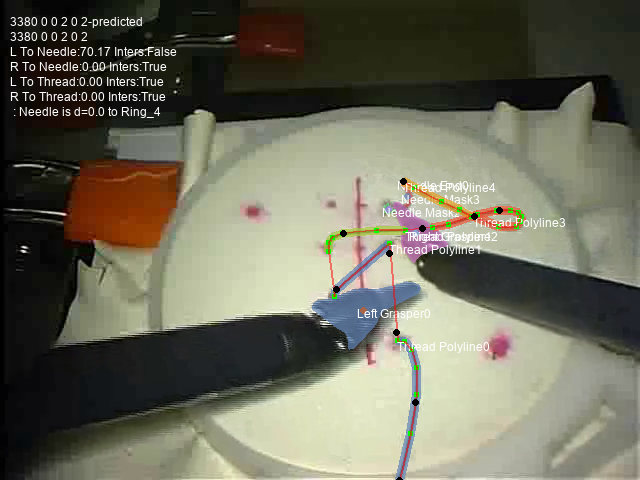 3380 0 0 2 0 2-predicted
3380 0 0 2 0 2
L To Needle:70.17 Inters:False
R To Needle:0.00 Inters:True
L To Thread:0.00 Inters:True
R To Thread:0.00 Inters:True
: Needle is d=0.0 to Ring_4
Needle End0
Thread Polyline4
Needle Mask3
Needle Mask2
Thread Polyline3
Thread Polyline1
Left Grasper0
Thread Polyline0